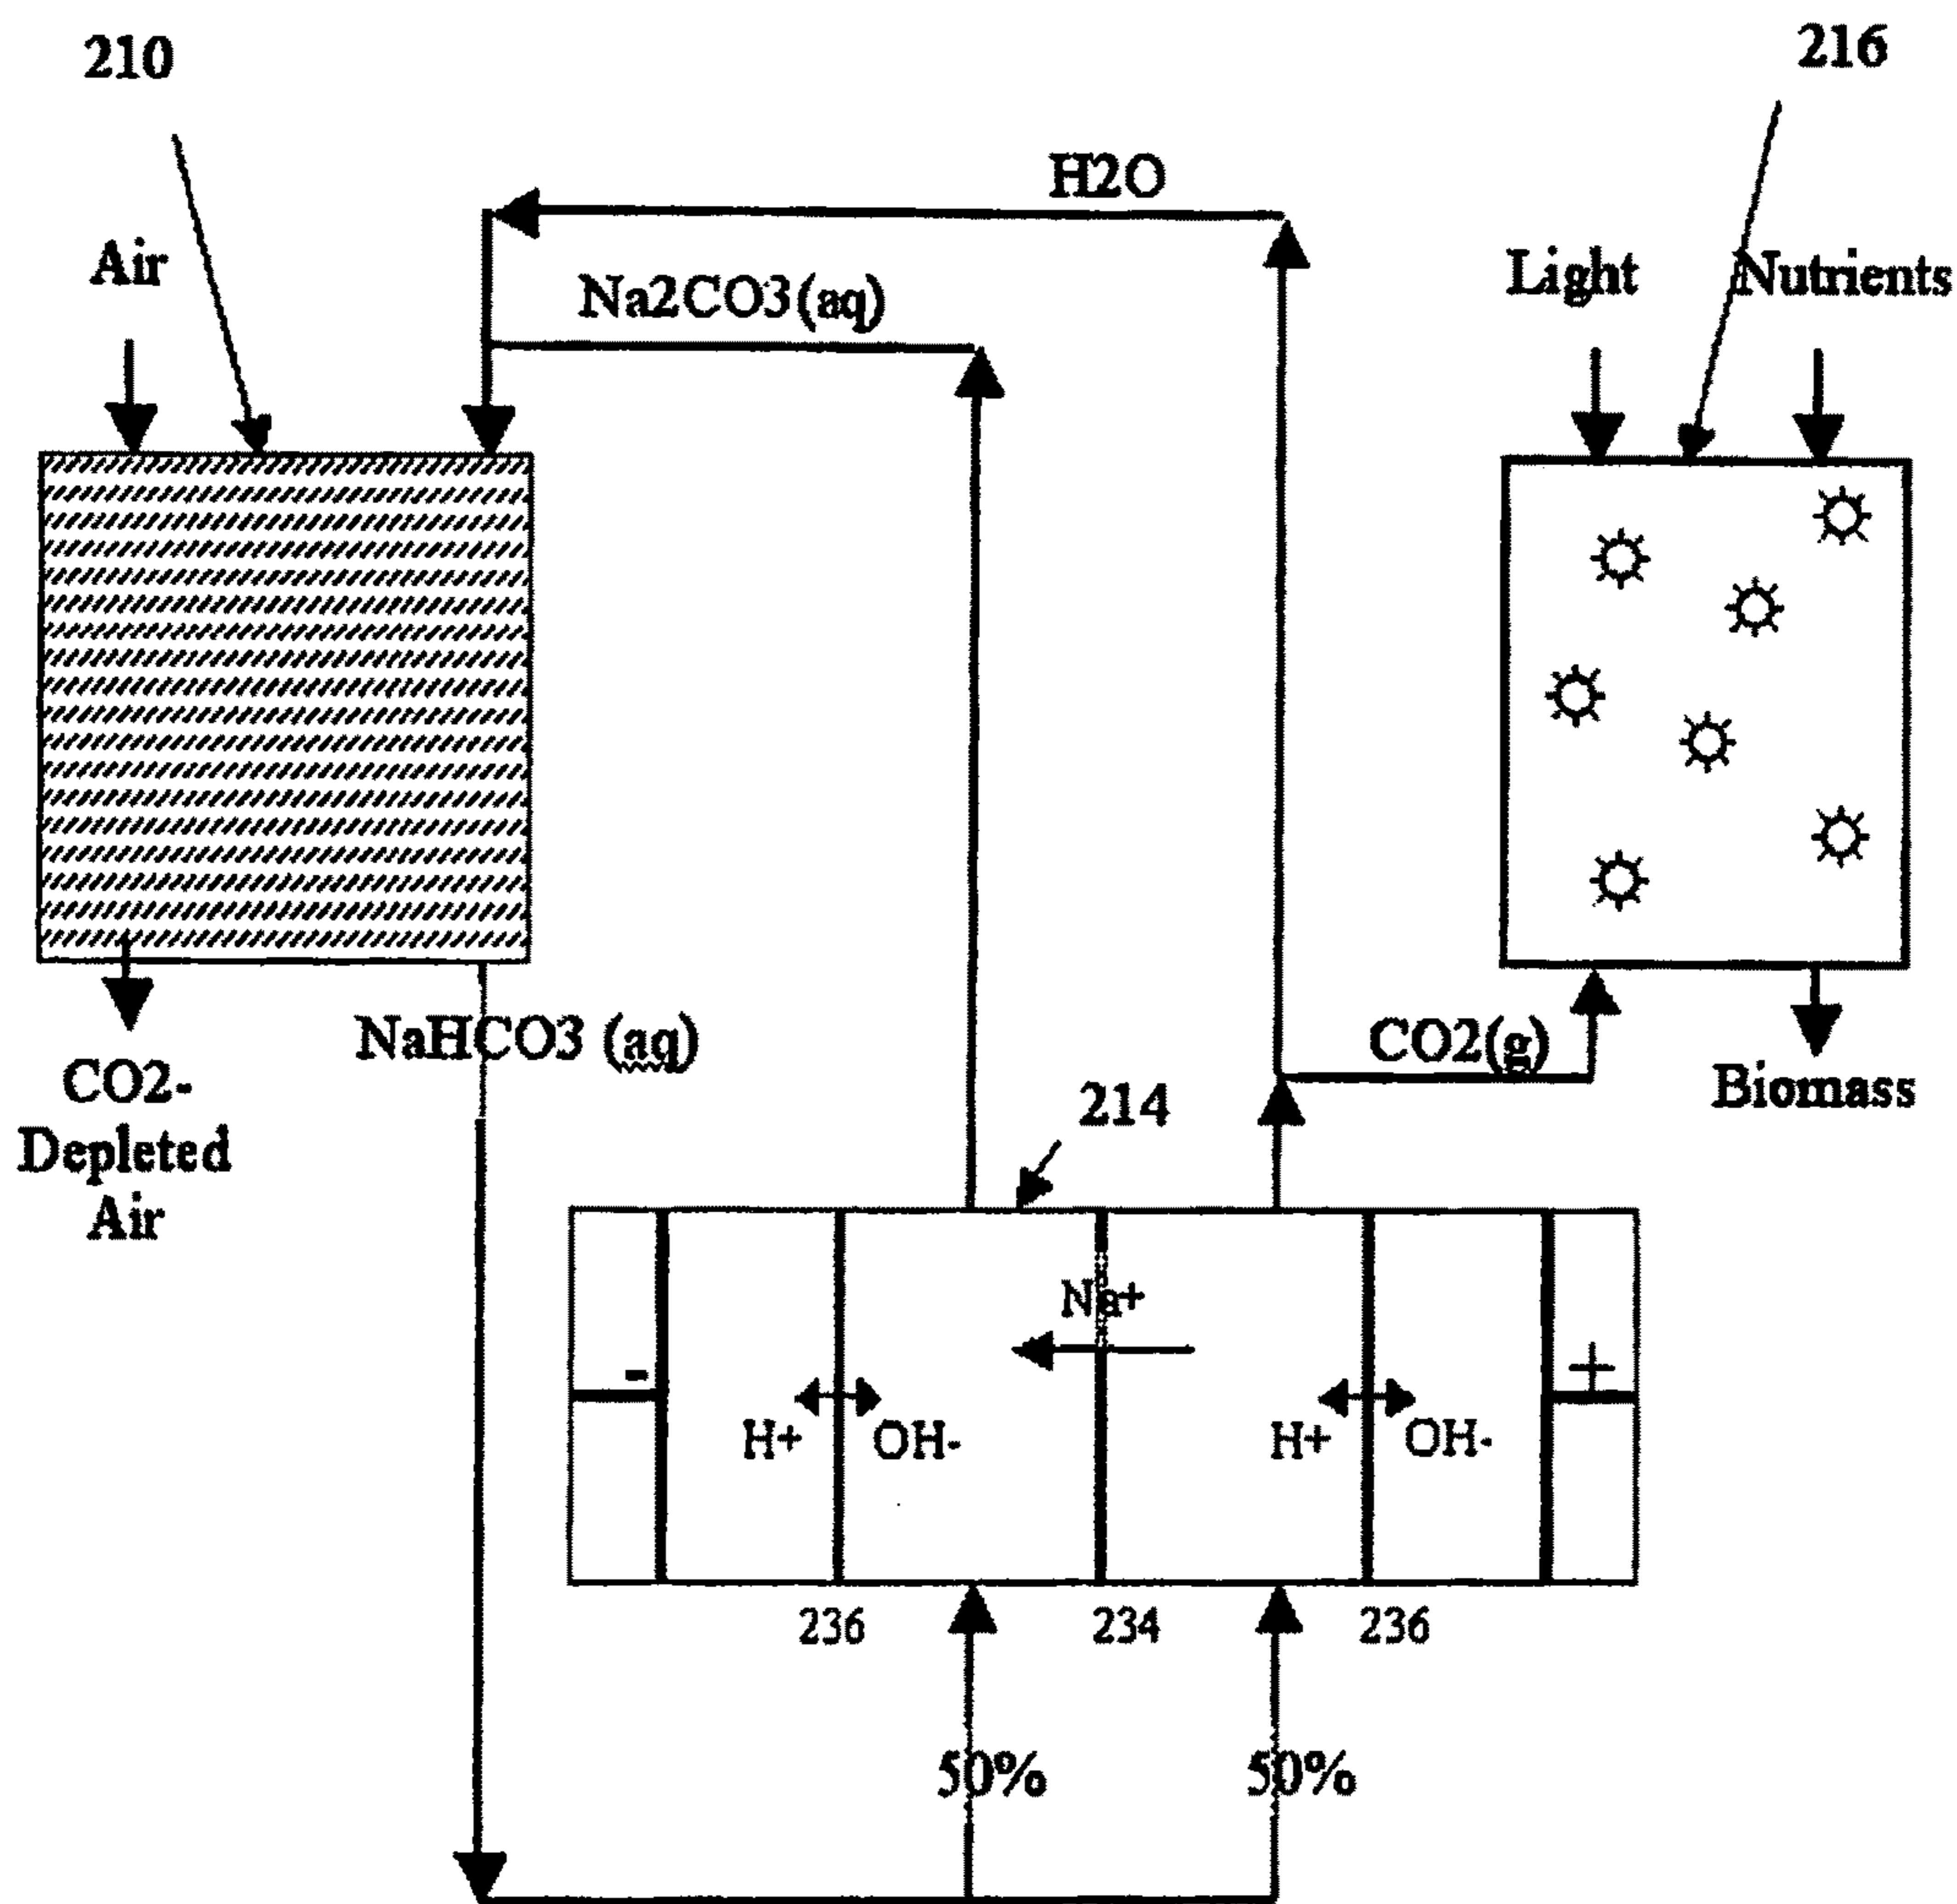 210
216
H2O
Air
Light
Nutrients
Na2CO3(aq)
NaHCO3 (aq)
CO2(g)
CO2-
Depleted
Air
Biomass
214
Na+
-
+
H+
OH-
H+
OH-
236
234
236
50%
50%